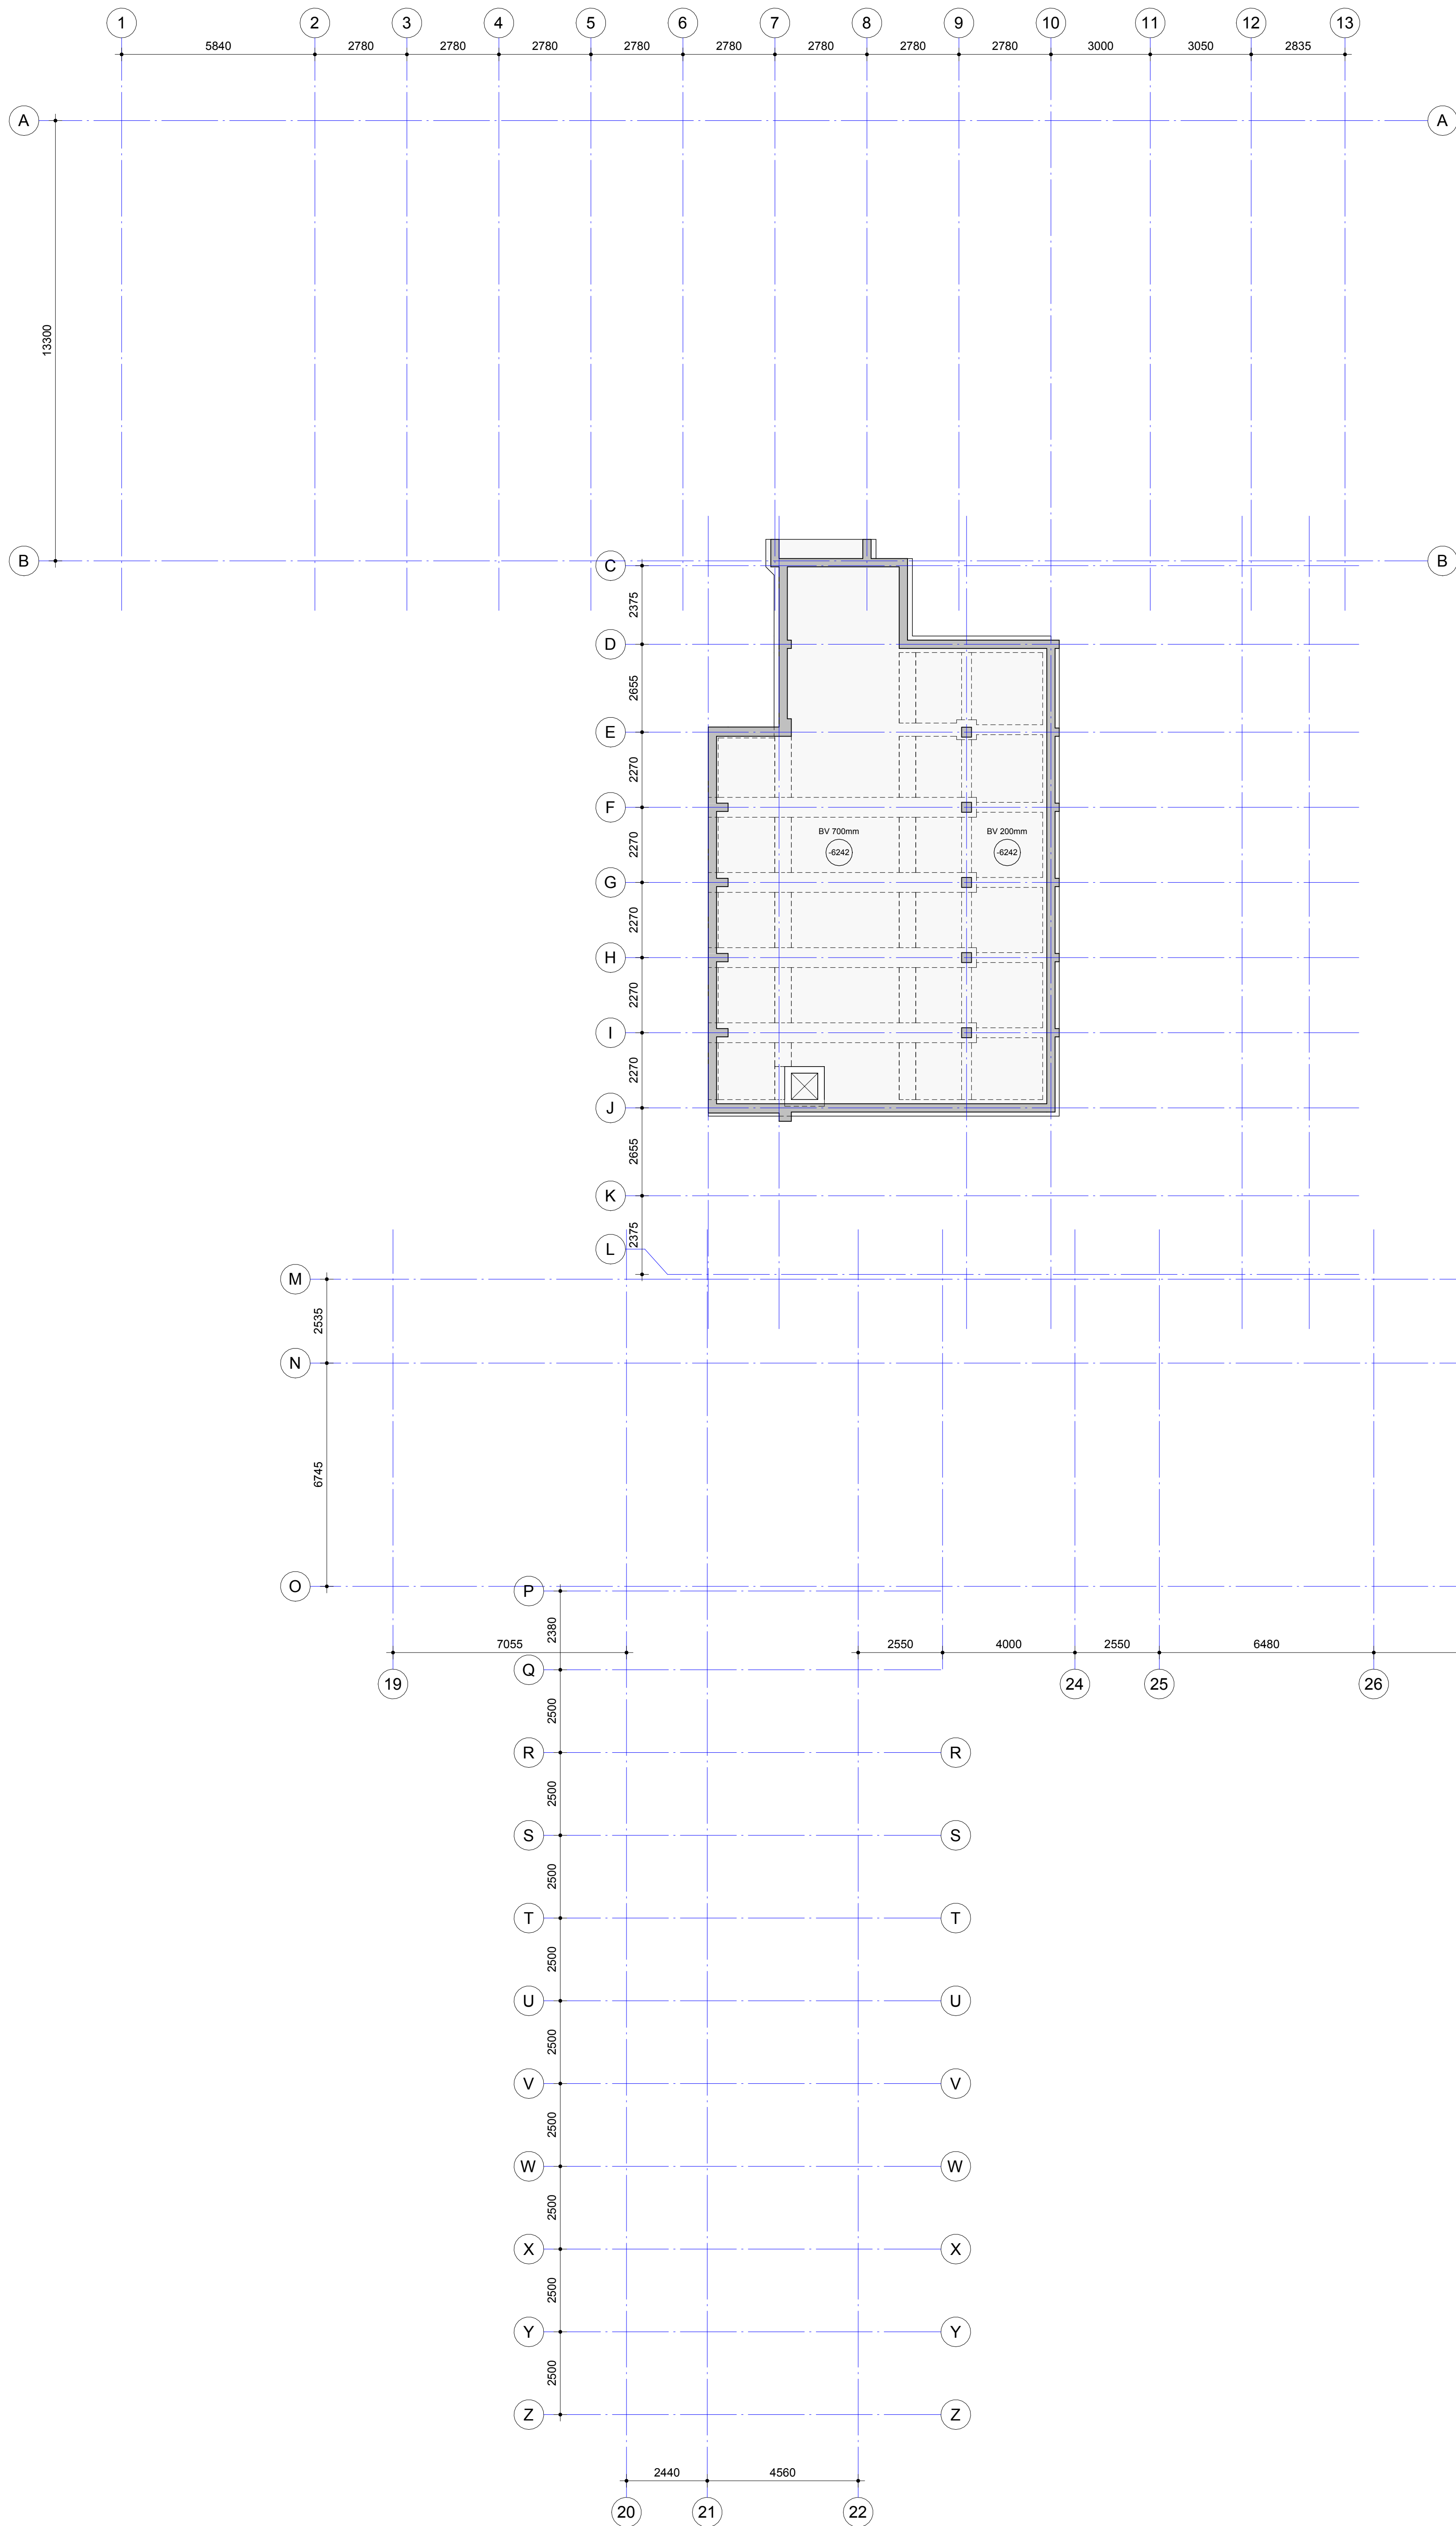 1 2 3 4 5 6 7 8 9 10 11 12 13
5840 2780 2780 2780 2780 2780 2780 2780 2780 3000 3050 2835
A A
13300
B B
C
2375
D
2655
E
2270
F
2270
BV 700mm BV 200mm
-6242 -6242
G
2270
H
2270
I
2270
J
2655
K
2375
L
M
2535
N
6745
O
P
2380
7055 2550 4000 2550 6480
Q
19 24 25 26
2500
R R
2500
S S
2500
T T
2500
U U
2500
V V
2500
W W
2500
X X
2500
Y Y
2500
Z Z
2440 4560
20 21 22